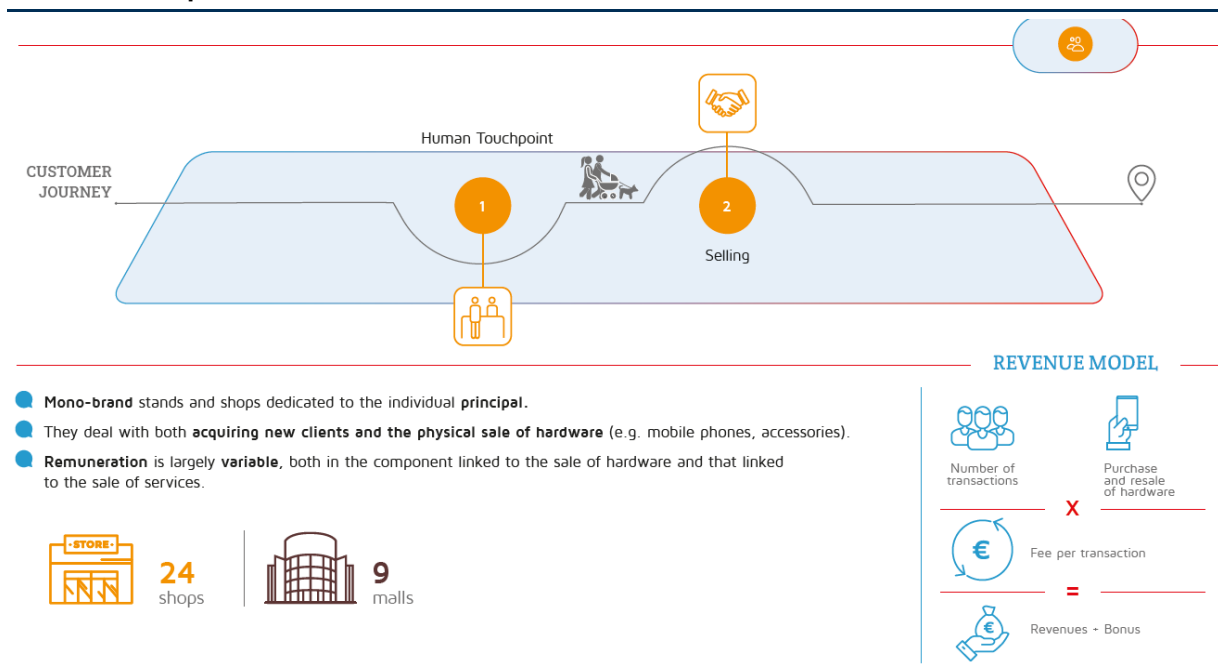 Human Touchpoint
CUSTOMER
JOURNEY
1
2
Selling
REVENUE MODEL
Mono-brand stands and shops dedicated to the individual principal.
They deal with both acquiring new clients and the physical sale of hardware (e.g. mobile phones, accessories).
Remuneration is largely variable, both in the component linked to the sale of hardware and that linked
to the sale of services.
·STORE·
24
shops
9
malls
Number of
transactions
Purchase
and resale
of hardware
X
€
Fee per transaction
=
€
Revenues + Bonus